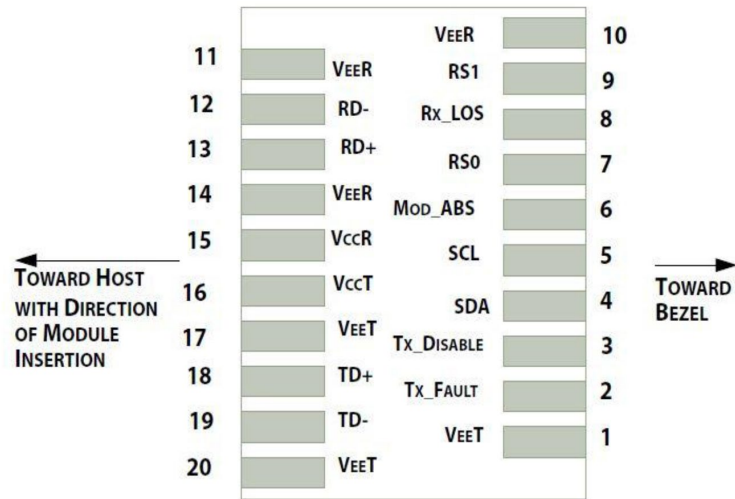 VEER 10
11 VEER
RS1 9
12 RD-
RX_LOS 8
13 RD+
RS0 7
14 VEER
MOD_ABS 6
15 VCCR
SCL 5
TOWARD HOST
WITH DIRECTION
OF MODULE
INSERTION
16 VCCT
SDA 4
TOWARD
BEZEL
17 VEET
TX_DISABLE 3
18 TD+
TX_FAULT 2
19 TD-
VEET 1
20 VEET